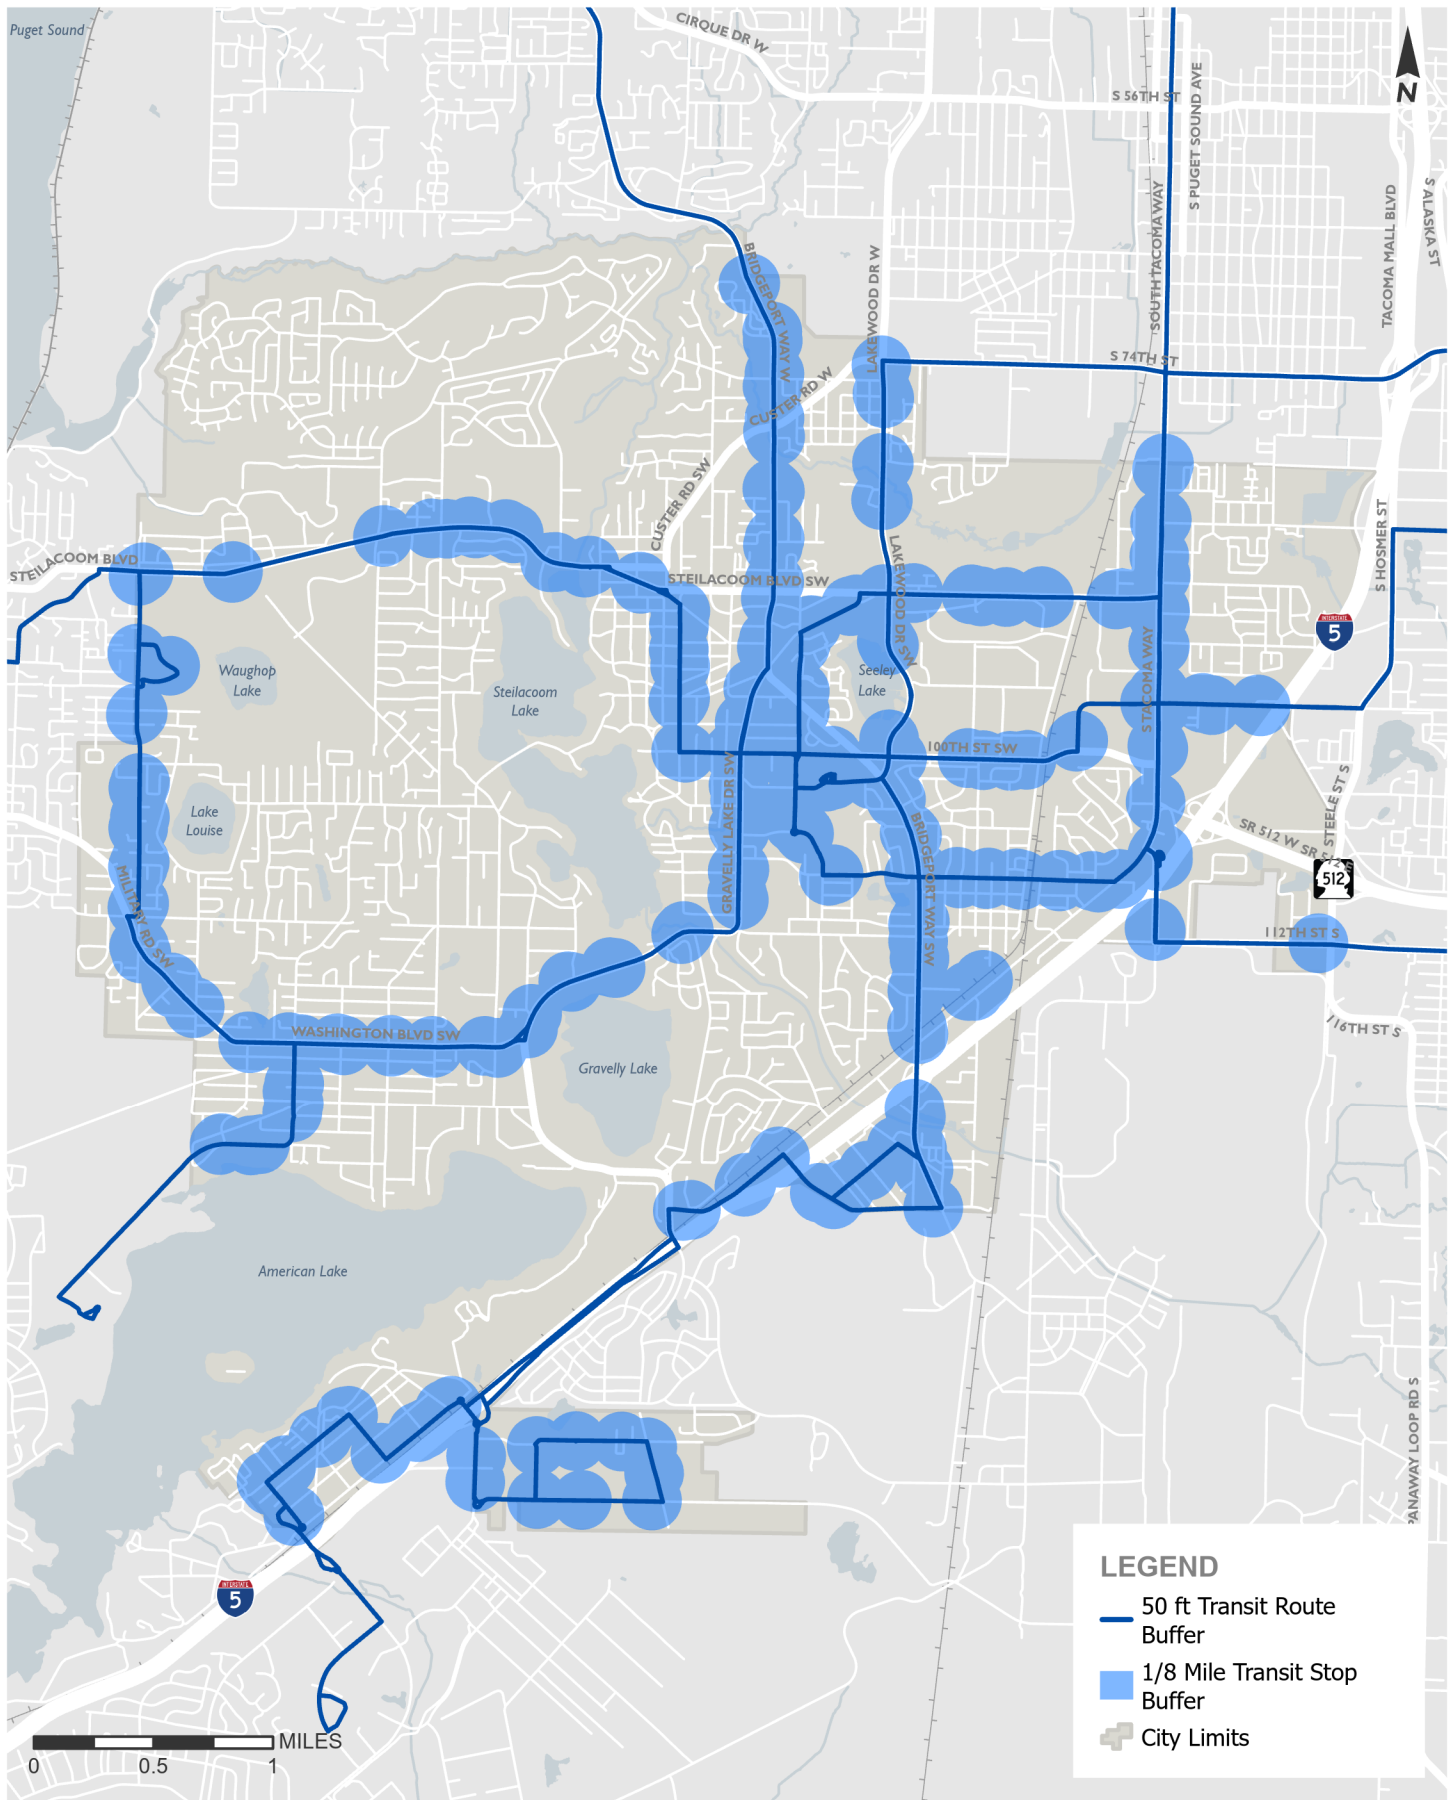 Puget Sound
CIRQUE DR W
N
S 56TH ST
S PUGET SOUND AVE
SOUTH TACOMA WAY
TACOMA MALL BLVD
S ALASKA ST
BRIDGEPORT WAY W
LAKEWOOD DR W
S 74TH ST
CUSTER RD W
CUSTER RD SW
STEILACOOM BLVD
STEILACOOM BLVD SW
LAKEWOOD DR SW
S HOSMER ST
INTERSTATE
5
Waughop
Lake
Steilacoom
Lake
Seeley
Lake
S TACOMA WAY
100TH ST SW
GRAVELLY LAKE DR SW
Lake
Louise
BRIDGEPORT WAY SW
STEELE ST S
SR 512 W SR 512 E
512
MILITARY RD SW
112TH ST S
WASHINGTON BLVD SW
116TH ST S
Gravelly Lake
American Lake
PANAWAY LOOP RD S
INTERSTATE
5
LEGEND
50 ft Transit Route
Buffer
1/8 Mile Transit Stop
Buffer
City Limits
MILES
0 0.5 1